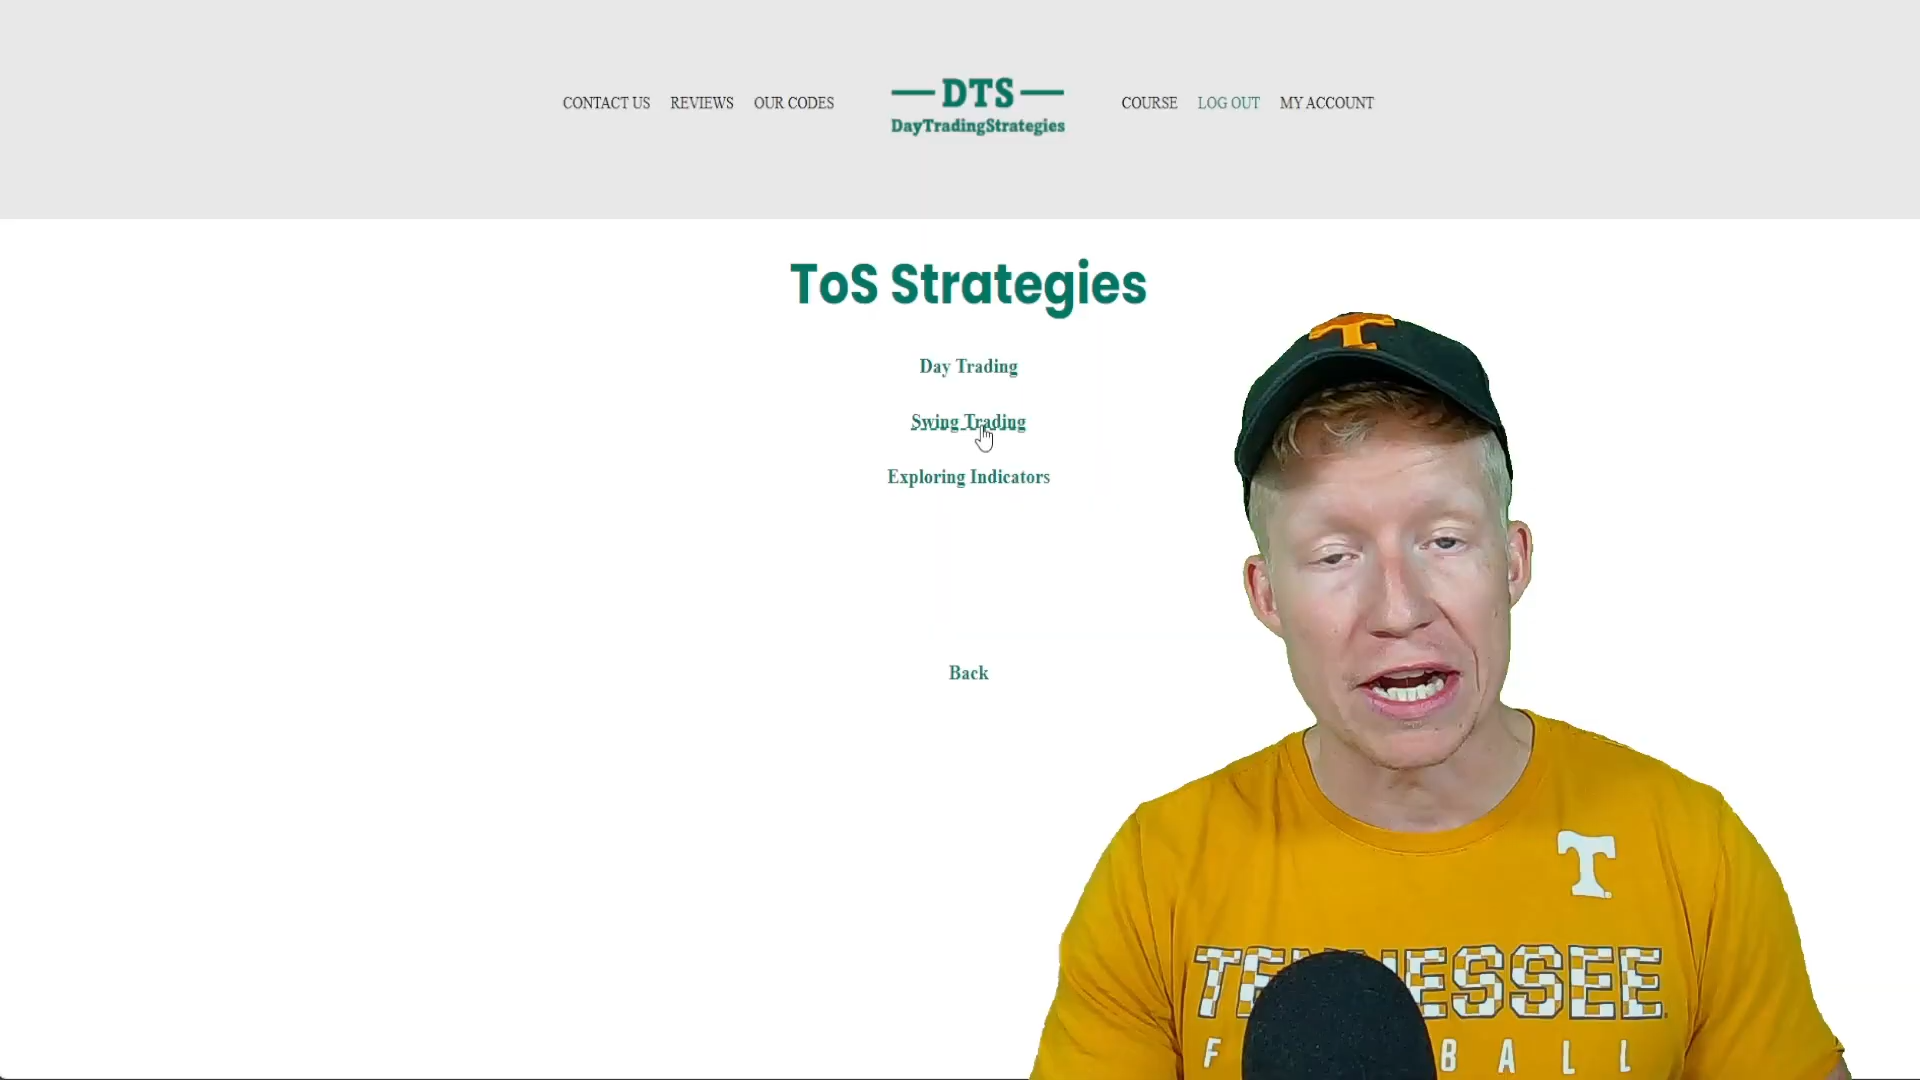 CONTACT US REVIEWS OUR CODES
DTS
DayTradingStrategies
COURSE LOG OUT MY ACCOUNT
ToS Strategies
Day Trading
Swing Trading
Exploring Indicators
Back
T
T